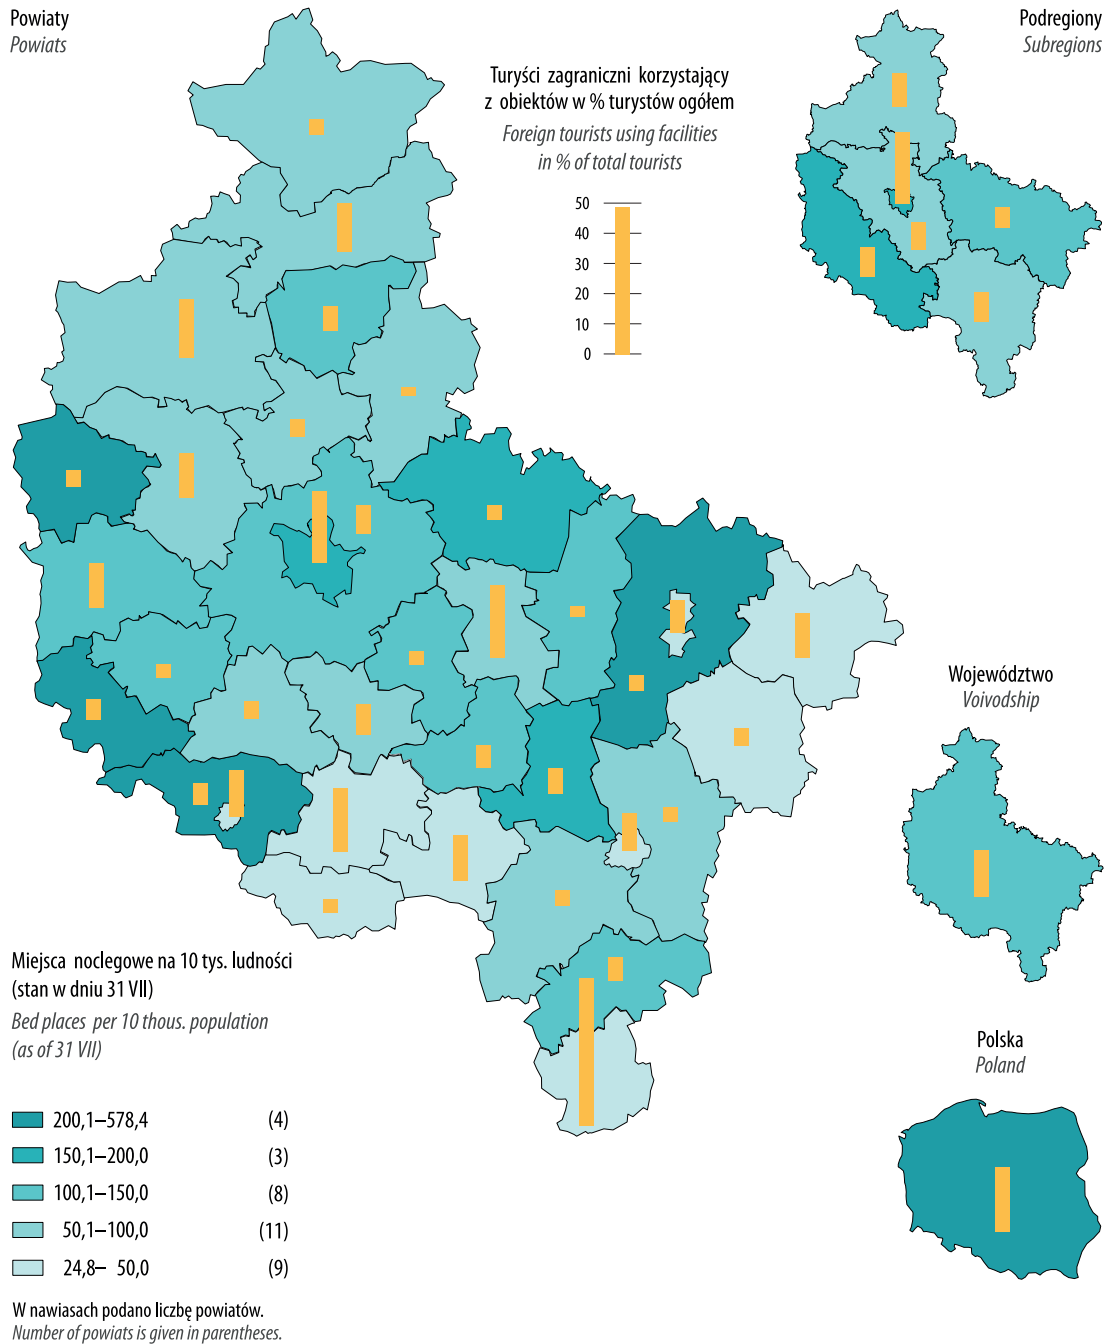 Powiaty
Powiats
Turyści zagraniczni korzystający
z obiektów w % turystów ogółem
Foreign tourists using facilities
in % of total tourists
50
40
30
20
10
0
Podregiony
Subregions
Województwo
Voivodship
Polska
Poland
Miejsca noclegowe na 10 tys. ludności
(stan w dniu 31 VII)
Bed places per 10 thous. population
(as of 31 VII)
200,1–578,4 (4)
150,1–200,0 (3)
100,1–150,0 (8)
50,1–100,0 (11)
24,8– 50,0 (9)
W nawiasach podano liczbę powiatów.
Number of powiats is given in parentheses.